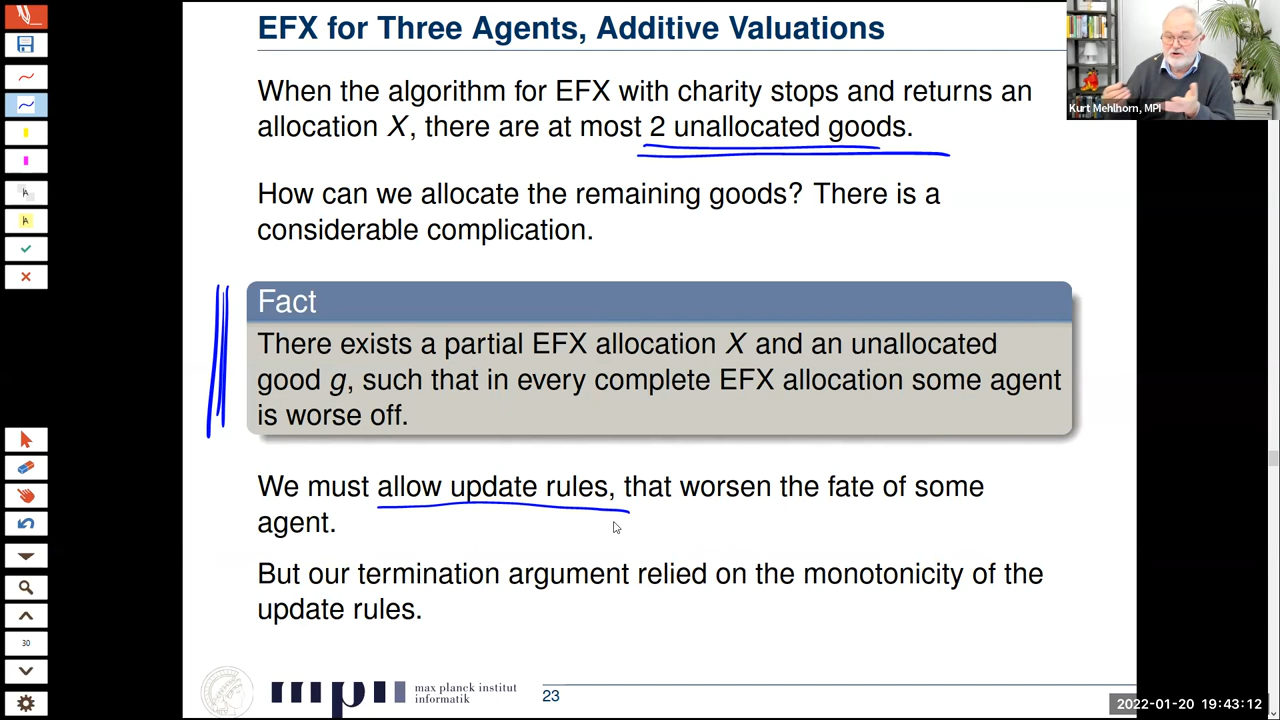 EFX for Three Agents, Additive Valuations
Kurt Mehlhorn, MPI
When the algorithm for EFX with charity stops and returns an
allocation X, there are at most 2 unallocated goods.
How can we allocate the remaining goods? There is a
considerable complication.
Fact
There exists a partial EFX allocation X and an unallocated
good g, such that in every complete EFX allocation some agent
is worse off.
We must allow update rules, that worsen the fate of some
agent.
But our termination argument relied on the monotonicity of the
update rules.
30
max planck institut
informatik
23
2022-01-20 19:43:12